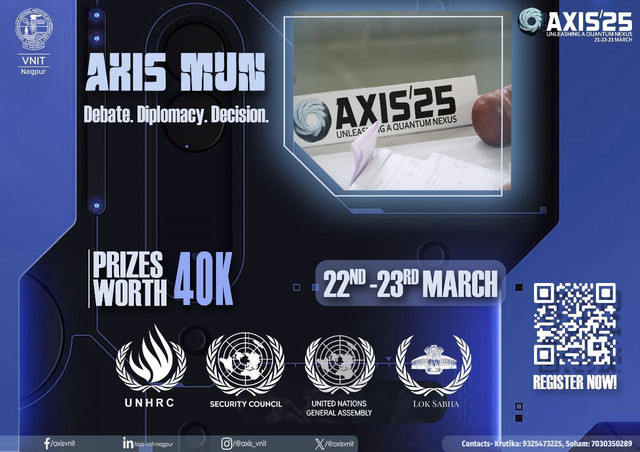 VNIT
Nagpur
AXIS'25
UNLEASHING A QUANTUM NEXUS
21-22-23 MARCH
AXIS MUN
Debate. Diplomacy. Decision.
AXIS'25
UNLEASHING A QUANTUM NEXUS
PRIZES
WORTH 40K
22ND -23RD MARCH
UNHRC
SECURITY COUNCIL
UNITED NATIONS
GENERAL ASSEMBLY
LOK SABHA
REGISTER NOW!
/axisvnit
/axis-vnit-nagpur
/@axis_vnit
/@axisvnit
Contacts- Krutika: 9325473225, Soham: 7030350289